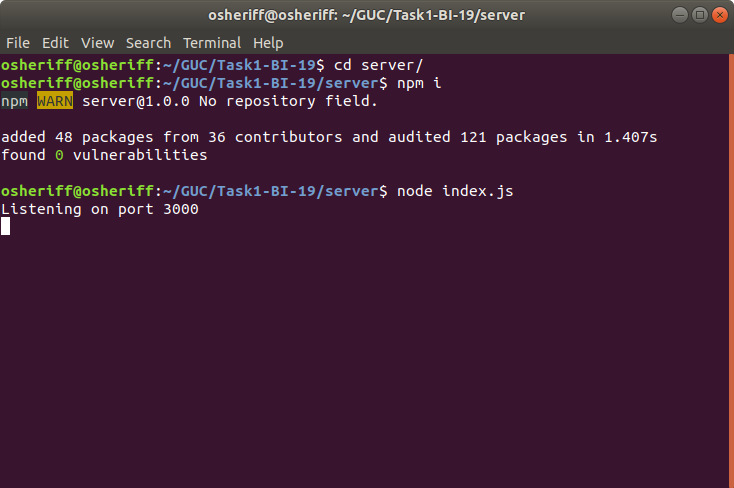 osheriff@osheriff: ~/GUC/Task1-BI-19/server
File Edit View Search Terminal Help
osheriff@osheriff:~/GUC/Task1-BI-19$ cd server/
osheriff@osheriff:~/GUC/Task1-BI-19/server$ npm i
npm WARN server@1.0.0 No repository field.
added 48 packages from 36 contributors and audited 121 packages in 1.407s
found 0 vulnerabilities
osheriff@osheriff:~/GUC/Task1-BI-19/server$ node index.js
Listening on port 3000